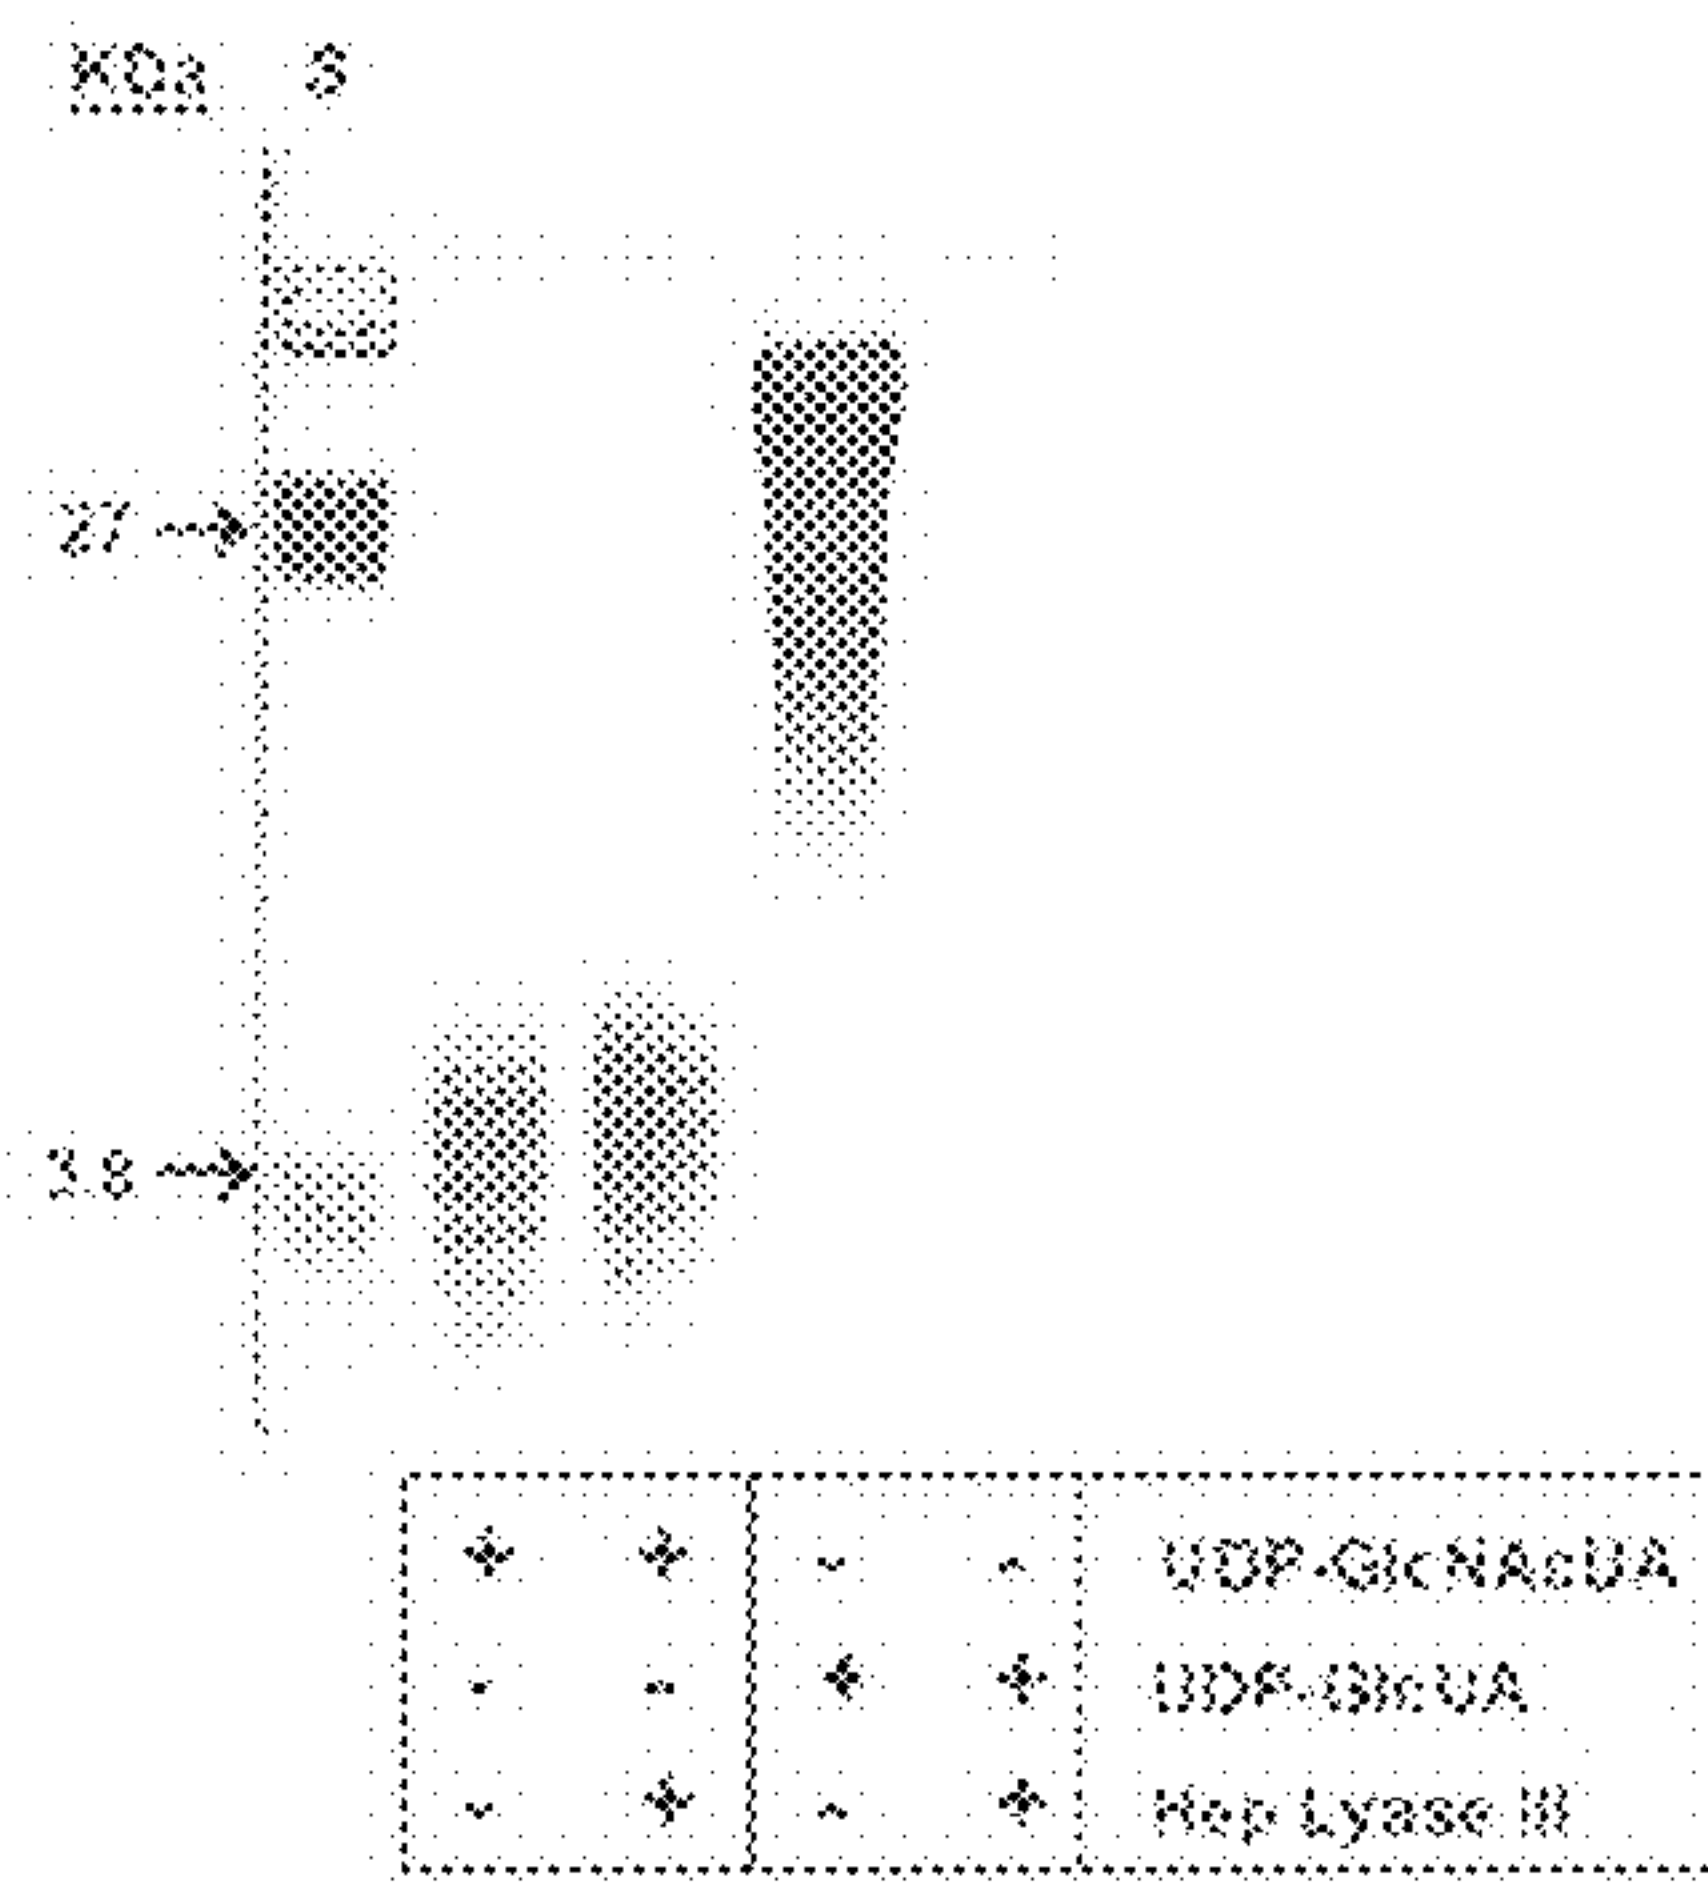 KDa S
27 →
3.8 →
+ + - - UDP-GlcNAcUA
- - + + UDP-GlcUA
- + - + Hep Lyase III